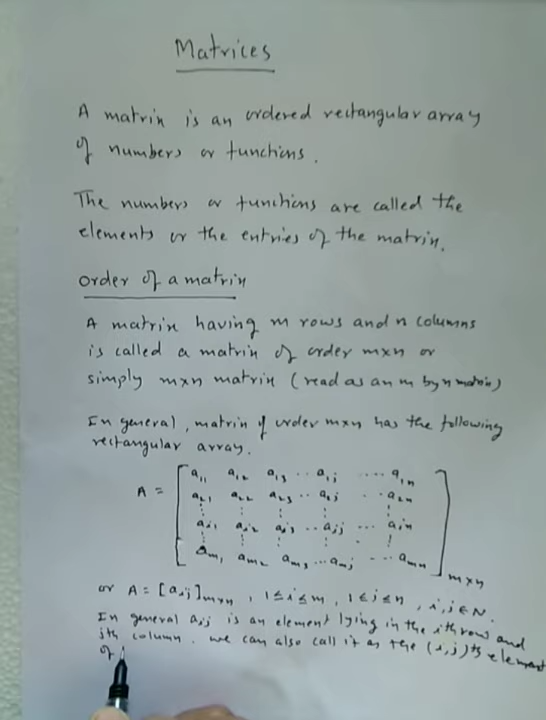 Matrices
A matrix is an ordered rectangular array
of numbers or functions.
The numbers or functions are called the
elements or the entries of the matrix.
Order of a matrix
A matrix having m rows and n columns
is called a matrix of order m×n or
simply m×n matrix (read as an m by n matrix)
In general, matrix of order m×n has the following
rectangular array.
a11 a12 a13 .. a1j .... a1n
A = a21 a22 a23 .. a2j ... a2n
ai1 ai2 ai3 .. aij ... ain
am1 am2 am3 ... amj ... amn
m×n
or A = [aij]m×n , 1≤i≤m , 1≤j≤n , i,j∈N.
In general aij is an element lying in the ith row and
jth column. we can also call it as the (i,j)th element
of